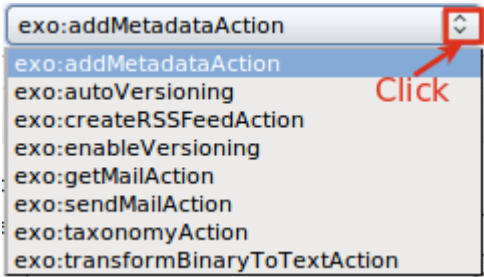 exo:addMetadataAction
exo:addMetadataAction
exo:autoVersioning
Click
exo:createRSSFeedAction
exo:enableVersioning
exo:getMailAction
exo:sendMailAction
exo:taxonomyAction
exo:transformBinaryToTextAction